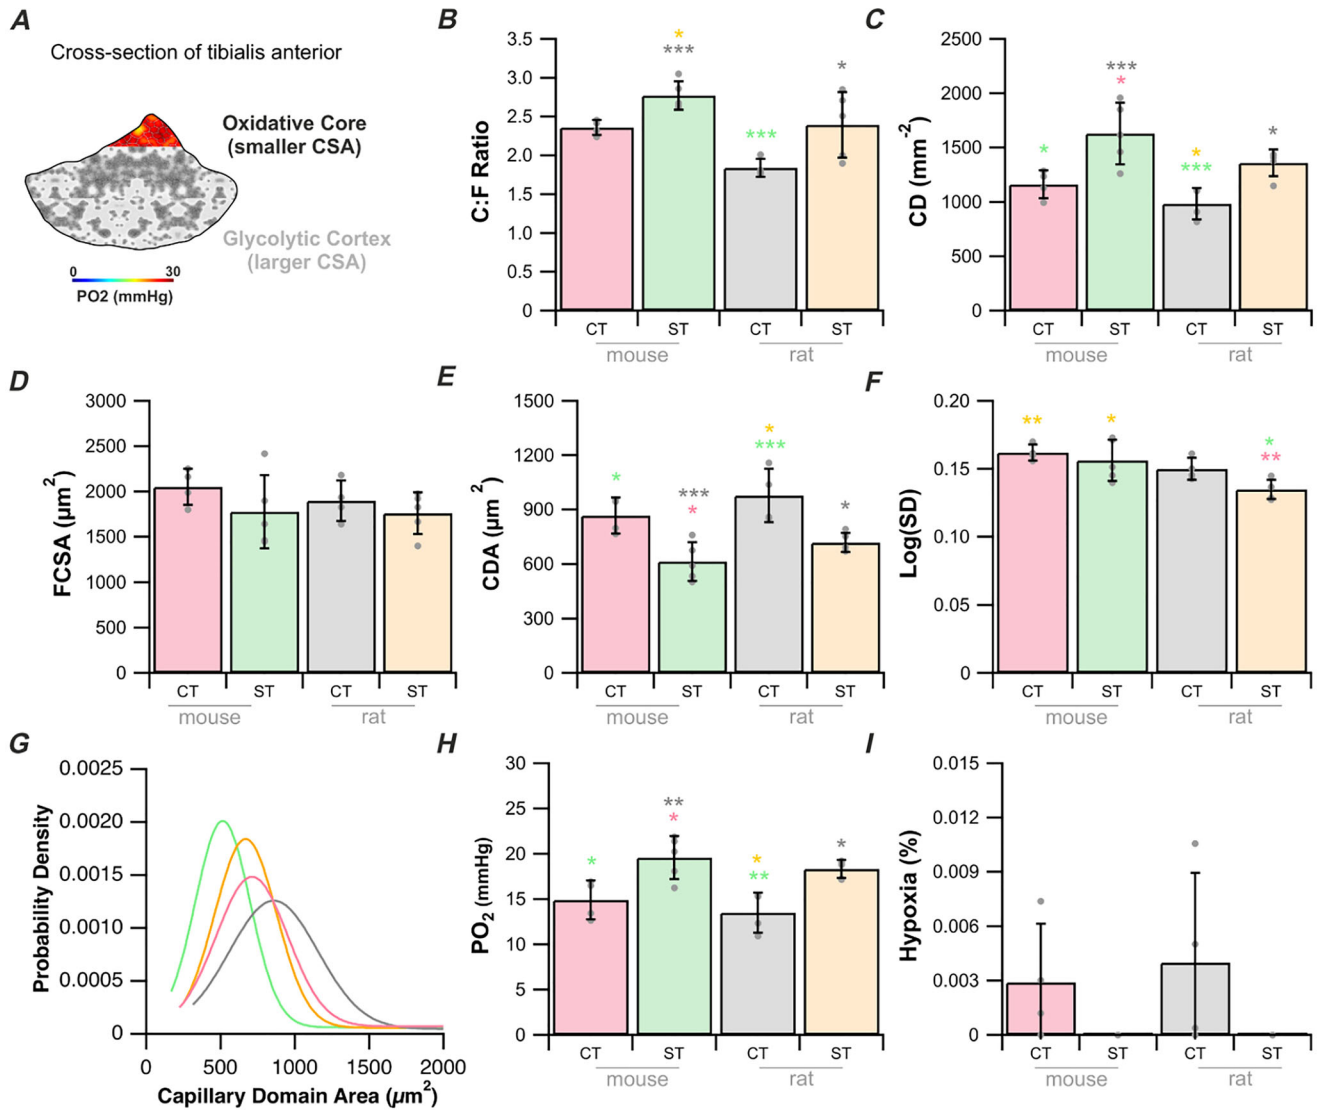 A
Cross-section of tibialis anterior
Oxidative Core
(smaller CSA)
Glycolytic Cortex
(larger CSA)
0 30
PO2 (mmHg)
B
C:F Ratio
3.5
3.0
2.5
2.0
1.5
1.0
0.5
0
*
***
***
*
CT ST CT ST
mouse rat
C
CD (mm-2)
2500
2000
1500
1000
500
0
*
***
*
*
***
*
CT ST CT ST
mouse rat
D
FCSA (µm2)
3000
2500
2000
1500
1000
500
0
CT ST CT ST
mouse rat
E
CDA (µm2)
1500
1200
900
600
300
0
*
***
*
*
***
*
CT ST CT ST
mouse rat
F
Log(SD)
0.20
0.15
0.10
0.05
0
**
*
*
**
CT ST CT ST
mouse rat
G
Probability Density
0.0025
0.0020
0.0015
0.0010
0.0005
0
0 500 1000 1500 2000
Capillary Domain Area (µm2)
H
PO2 (mmHg)
30
25
20
15
10
5
0
*
**
*
*
**
*
CT ST CT ST
mouse rat
I
Hypoxia (%)
0.015
0.012
0.009
0.006
0.003
0
CT ST CT ST
mouse rat